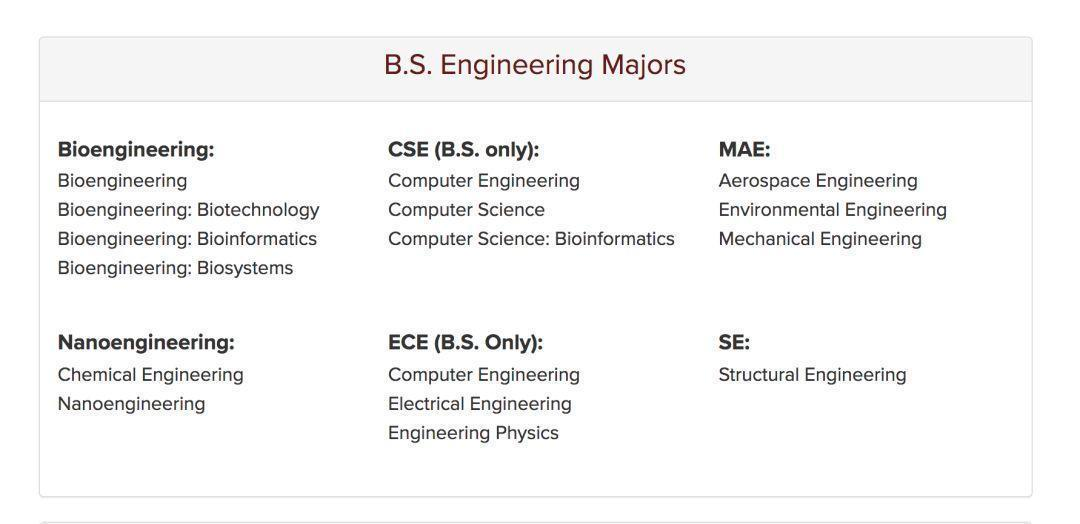 B.S. Engineering Majors
Bioengineering:
Bioengineering
Bioengineering: Biotechnology
Bioengineering: Bioinformatics
Bioengineering: Biosystems
CSE (B.S. only):
Computer Engineering
Computer Science
Computer Science: Bioinformatics
MAE:
Aerospace Engineering
Environmental Engineering
Mechanical Engineering
Nanoengineering:
Chemical Engineering
Nanoengineering
ECE (B.S. Only):
Computer Engineering
Electrical Engineering
Engineering Physics
SE:
Structural Engineering